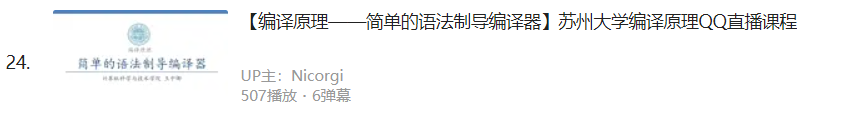 24.
编译原理
简单的语法制导编译器
【编译原理——简单的语法制导编译器】苏州大学编译原理QQ直播课程
UP主：Nicorgi
507播放 · 6弹幕